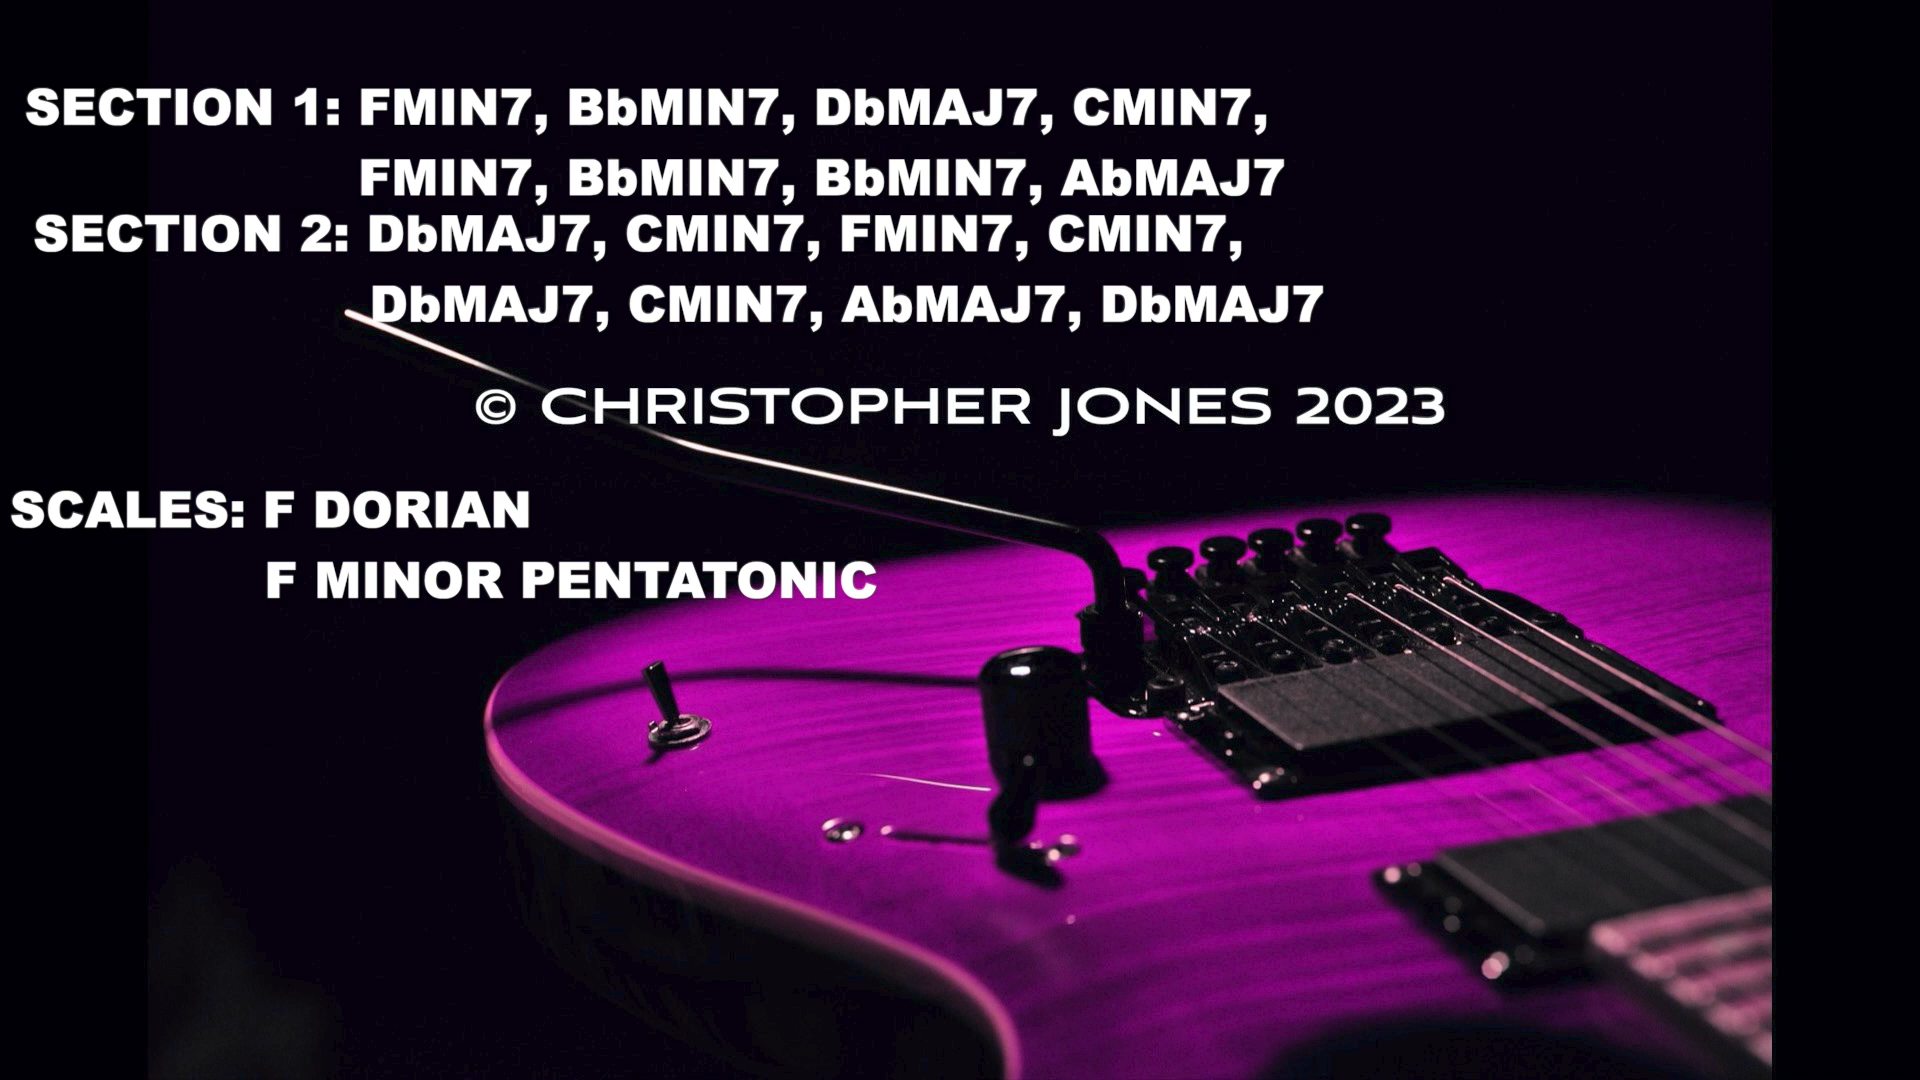 SECTION 1: FMIN7, BbMIN7, DbMAJ7, CMIN7,
FMIN7, BbMIN7, BbMIN7, AbMAJ7
SECTION 2: DbMAJ7, CMIN7, FMIN7, CMIN7,
DbMAJ7, CMIN7, AbMAJ7, DbMAJ7
© CHRISTOPHER JONES 2023
SCALES: F DORIAN
F MINOR PENTATONIC